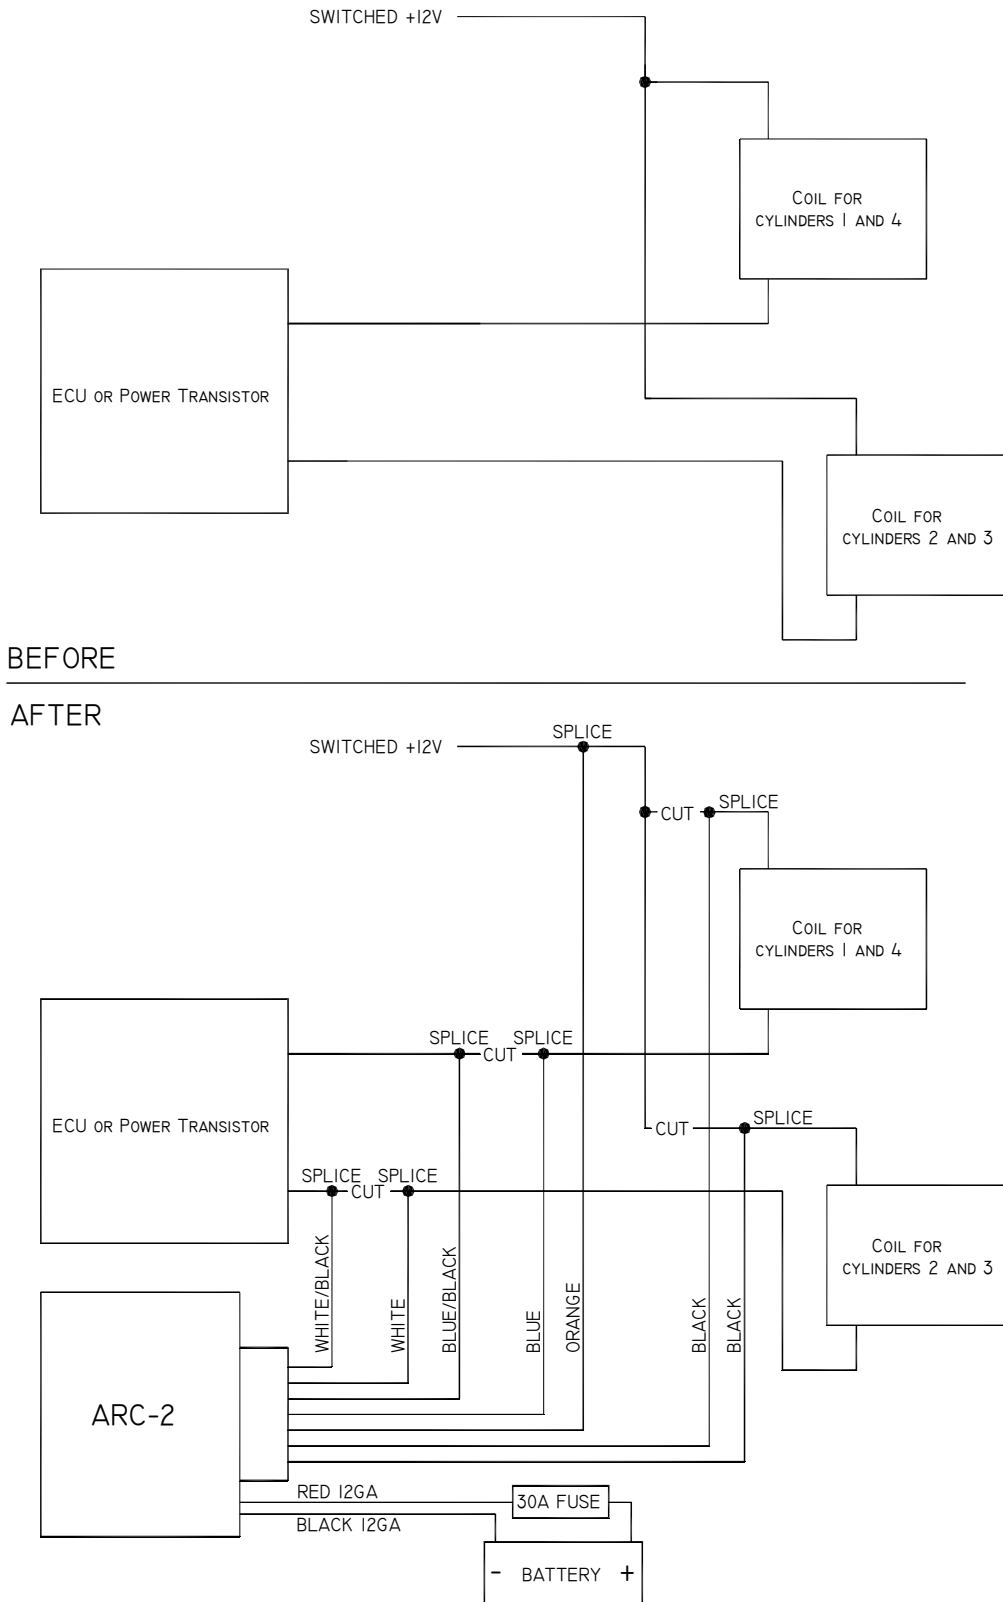 SWITCHED +12V
COIL FOR
CYLINDERS 1 AND 4
ECU OR POWER TRANSISTOR
COIL FOR
CYLINDERS 2 AND 3
BEFORE
AFTER
SPLICE
SWITCHED +12V
SPLICE
CUT
COIL FOR
CYLINDERS 1 AND 4
SPLICE SPLICE
CUT
ECU OR POWER TRANSISTOR
SPLICE
CUT
SPLICE SPLICE
CUT
COIL FOR
CYLINDERS 2 AND 3
WHITE/BLACK
WHITE
BLUE/BLACK
BLUE
ORANGE
BLACK
BLACK
ARC-2
RED 12GA
30A FUSE
BLACK 12GA
- BATTERY +